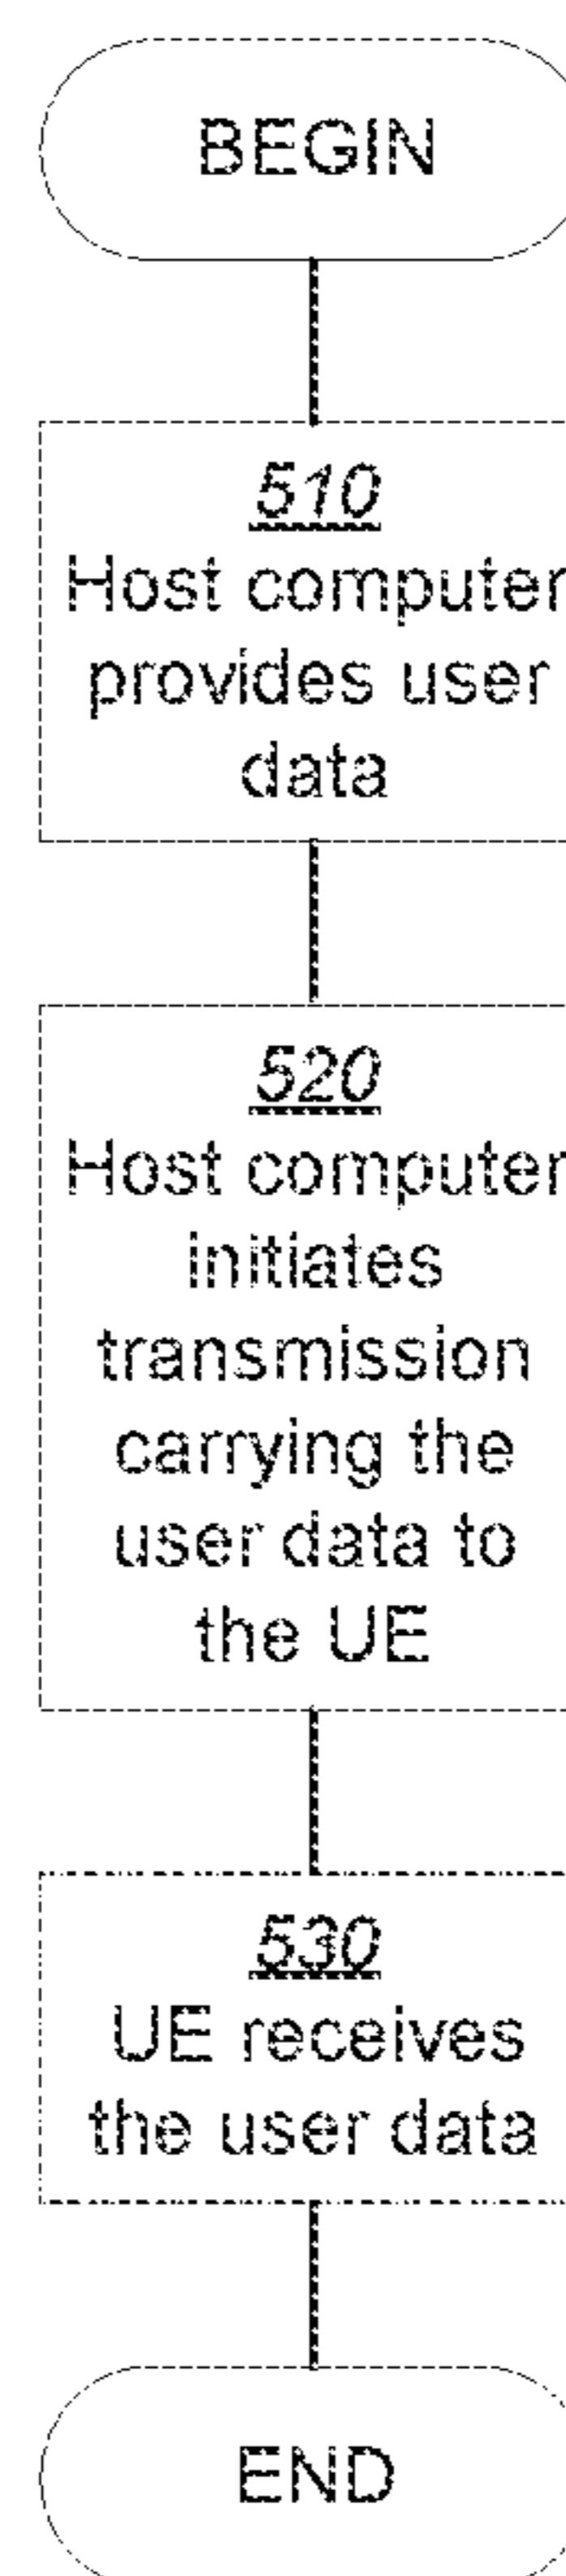 BEGIN
510
Host computer
provides user
data
520
Host computer
initiates
transmission
carrying the
user data to
the UE
530
UE receives
the user data
END